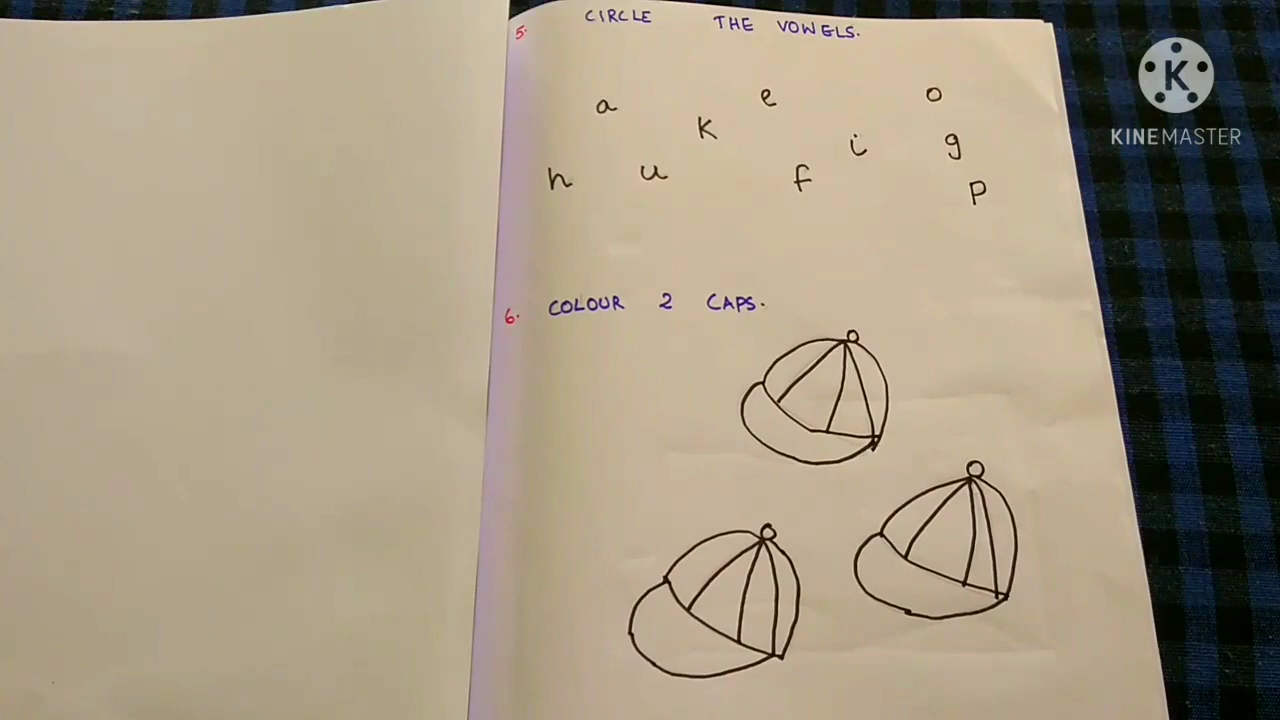 5. CIRCLE THE VOWELS.
a e o
K i g
h u f p
6. COLOUR 2 CAPS.
K
KINEMASTER